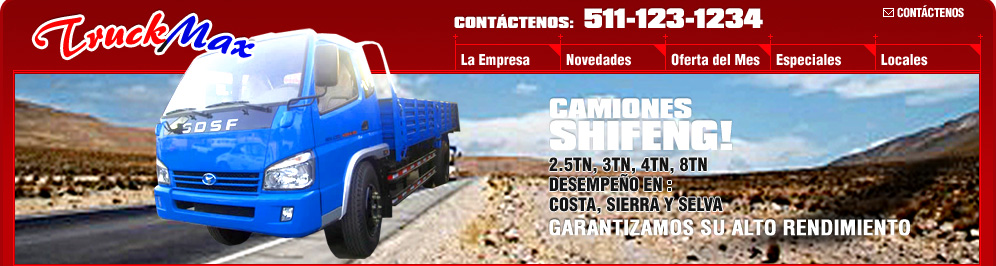 TruckMax
CONTÁCTENOS: 511-123-1234
CONTÁCTENOS
La Empresa
Novedades
Oferta del Mes
Especiales
Locales
SDSF
CAMIONES
SHIFENG!
2.5TN, 3TN, 4TN, 8TN
DESEMPEÑO EN :
COSTA, SIERRA Y SELVA
GARANTIZAMOS SU ALTO RENDIMIENTO